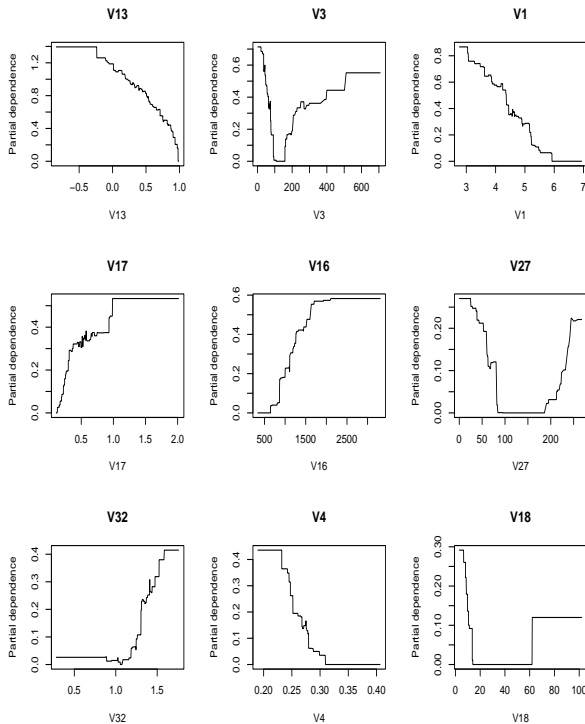 V13
V3
V1
Partial dependence
0.0 0.4 0.8 1.2
−0.5 0.0 0.5 1.0
V13
Partial dependence
0.0 0.2 0.4 0.6
0 200 400 600
V3
Partial dependence
0.0 0.2 0.4 0.6 0.8
3 4 5 6 7
V1
V17
V16
V27
Partial dependence
0.0 0.2 0.4
0.5 1.0 1.5 2.0
V17
Partial dependence
0.0 0.2 0.4 0.6
500 1500 2500
V16
Partial dependence
0.00 0.10 0.20
0 50 100 200
V27
V32
V4
V18
Partial dependence
0.0 0.1 0.2 0.3 0.4
0.5 1.0 1.5
V32
Partial dependence
0.0 0.1 0.2 0.3 0.4
0.20 0.25 0.30 0.35 0.40
V4
Partial dependence
0.00 0.10 0.20 0.30
0 20 40 60 80 100
V18